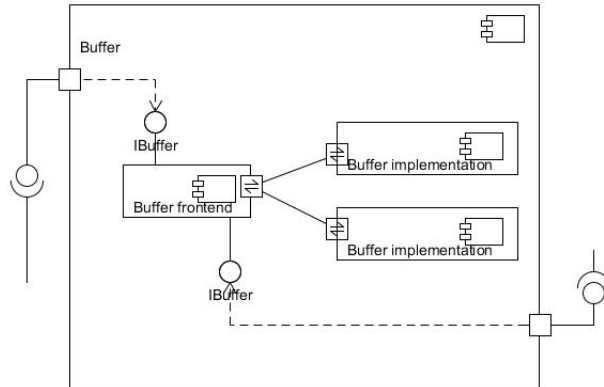 Buffer
IBuffer
Buffer implementation
Buffer frontend
Buffer implementation
IBuffer